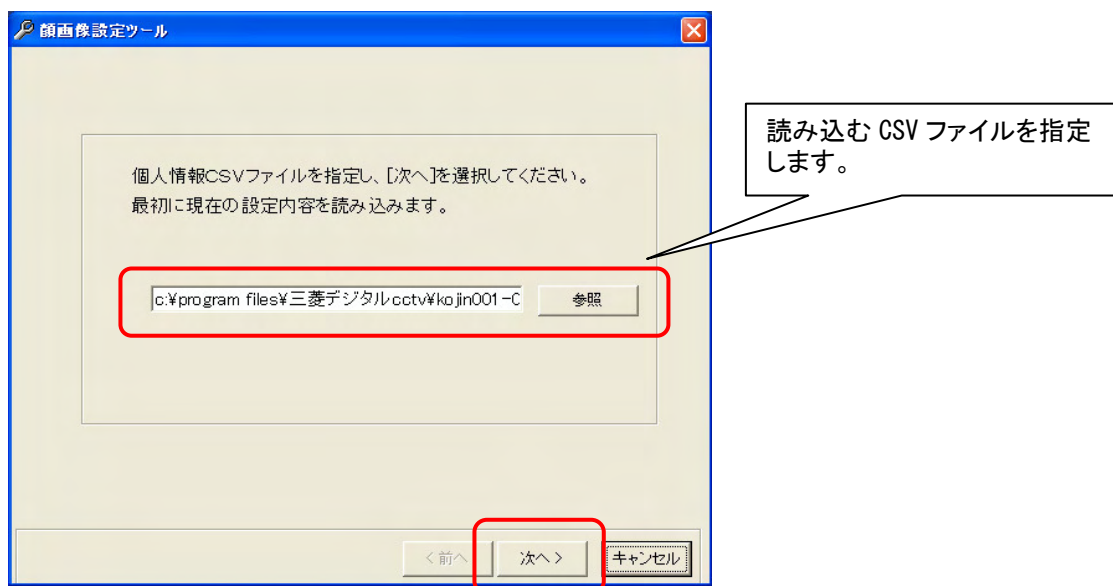 顔画像設定ツール
読み込む CSV ファイルを指定
します。
個人情報CSVファイルを指定し、[次へ]を選択してください。
最初に現在の設定内容を読み込みます。
c:¥program files¥三菱デジタルcctv¥kojin001-0
参照
<前へ
次へ>
キャンセル